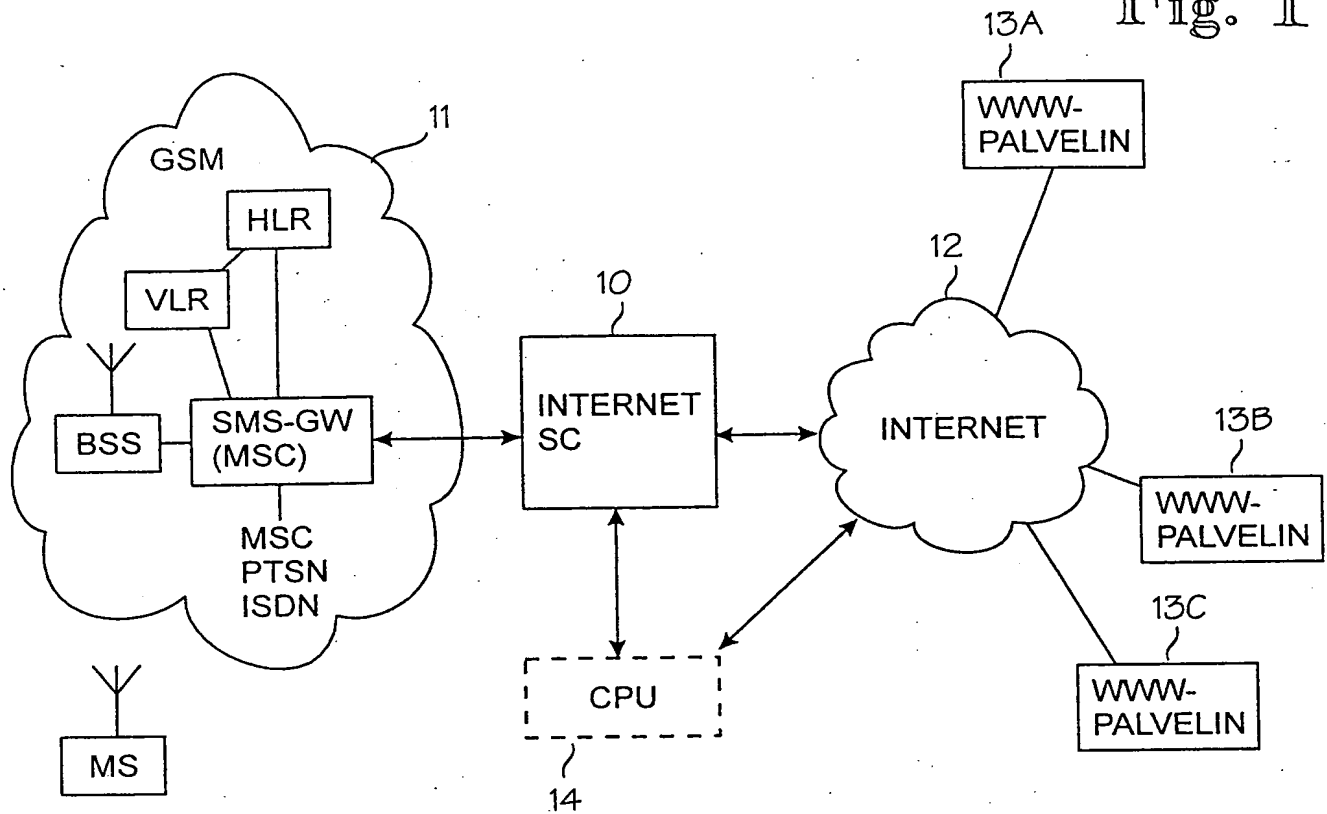 Fig. 1
13A
WWW-
PALVELIN
11
GSM
HLR
VLR
BSS
SMS-GW
(MSC)
MSC
PTSN
ISDN
MS
10
INTERNET
SC
CPU
14
12
INTERNET
13B
WWW-
PALVELIN
13C
WWW-
PALVELIN